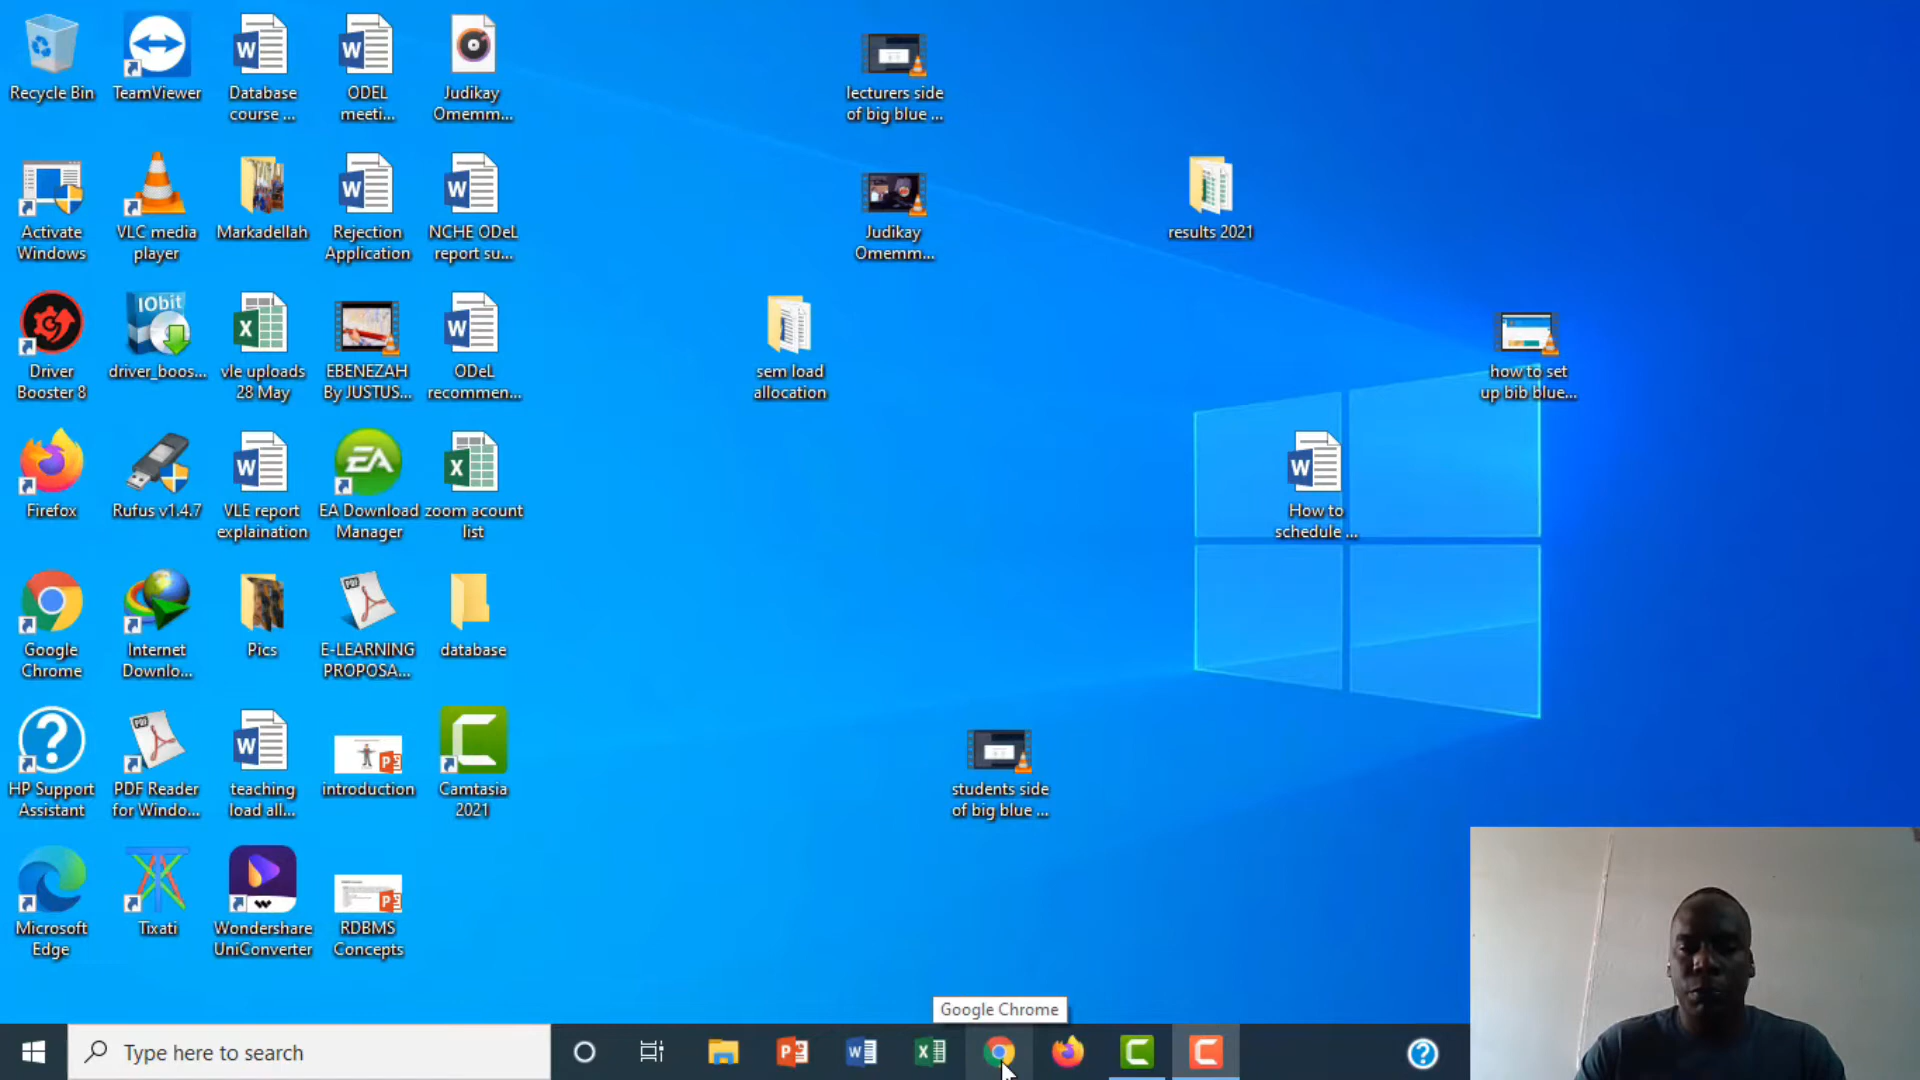 Recycle Bin
TeamViewer
Database
course ...
ODEL
meeti...
Judikay
Omemm...
lecturers side
of big blue ...
Activate
Windows
VLC media
player
Markadellah
Rejection
Application
NCHE ODeL
report su...
Judikay
Omemm...
results 2021
IObit
Driver
Booster 8
driver_boos...
vle uploads
28 May
EBENEZAH
By JUSTUS...
ODeL
recommen...
sem load
allocation
how to set
up bib blue...
EA
Firefox
Rufus v1.4.7
VLE report
explaination
EA Download
Manager
zoom acount
list
How to
schedule ...
PDF
Google
Chrome
Internet
Downlo...
Pics
E-LEARNING
PROPOSA...
database
PDF
HP Support
Assistant
PDF Reader
for Windo...
teaching
load all...
introduction
Camtasia
2021
students side
of big blue ...
Microsoft
Edge
Tixati
Wondershare
UniConverter
RDBMS
Concepts
Google Chrome
Type here to search